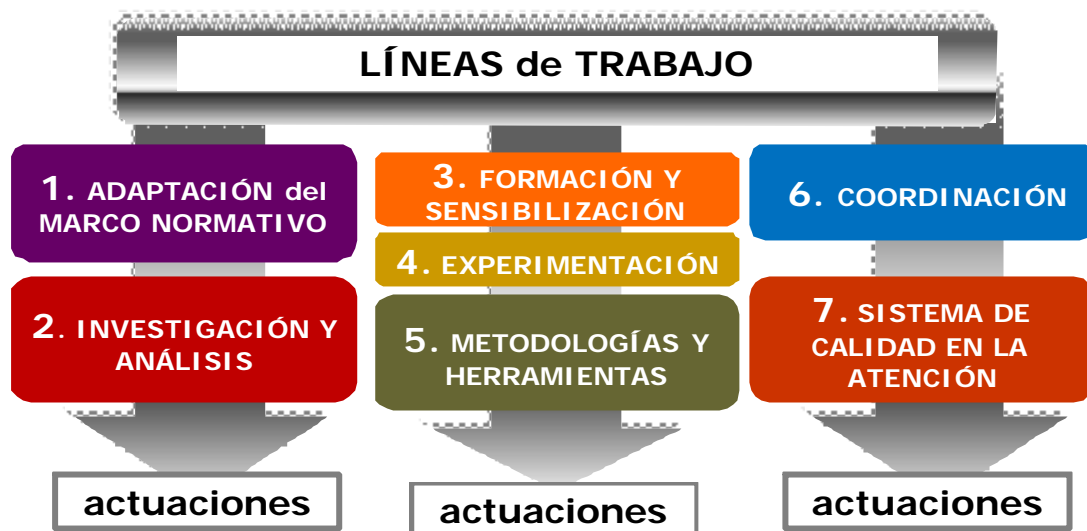 LÍNEAS de TRABAJO
1. ADAPTACIÓN del
MARCO NORMATIVO
2. INVESTIGACIÓN Y
ANÁLISIS
3. FORMACIÓN Y
SENSIBILIZACIÓN
4. EXPERIMENTACIÓN
5. METODOLOGÍAS Y
HERRAMIENTAS
6. COORDINACIÓN
7. SISTEMA DE
CALIDAD EN LA
ATENCIÓN
actuaciones
actuaciones
actuaciones